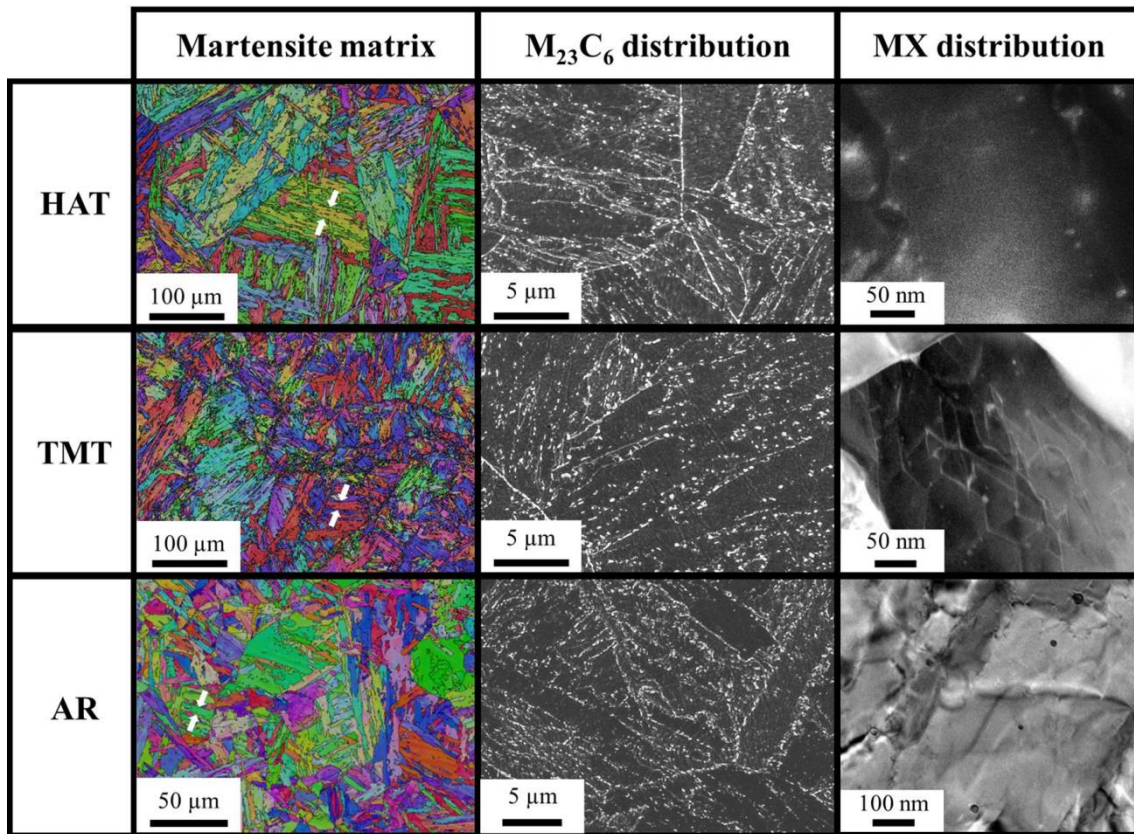 Martensite matrix
M₂₃C₆ distribution
MX distribution
HAT
100 µm
5 µm
50 nm
TMT
100 µm
5 µm
50 nm
AR
50 µm
5 µm
100 nm